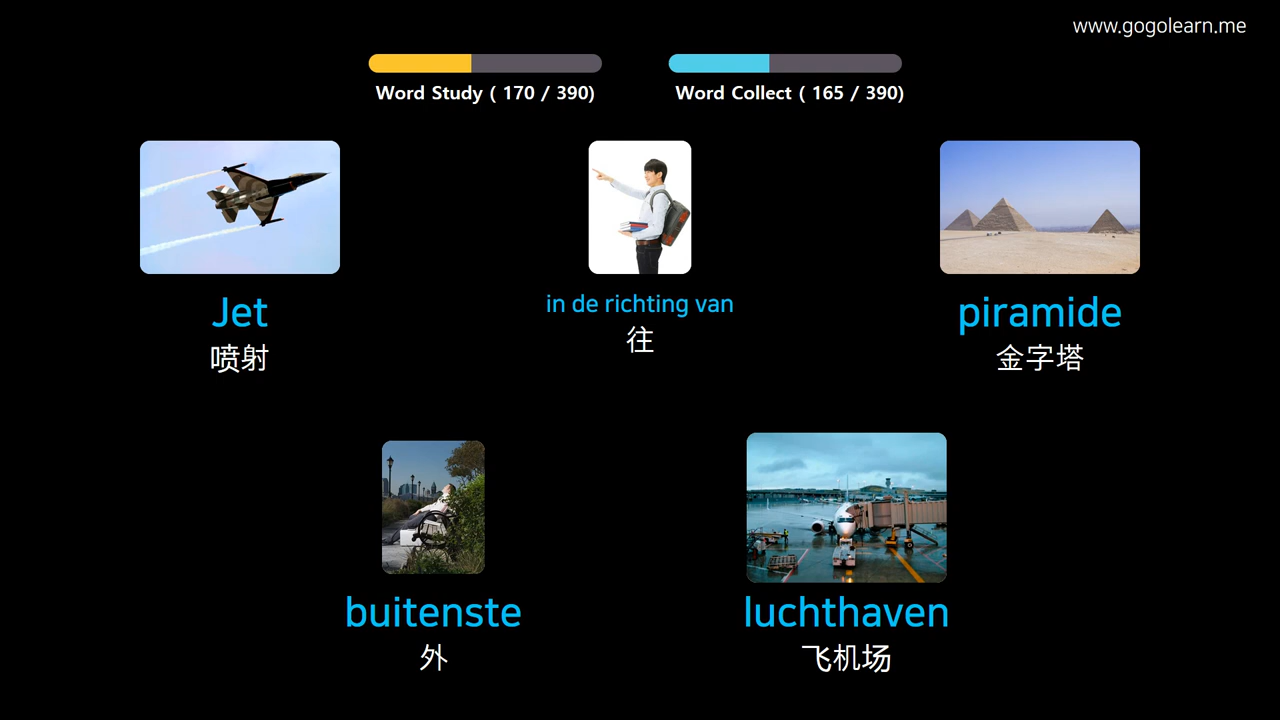 www.gogolearn.me
Word Study ( 170 / 390)
Word Collect ( 165 / 390)
Jet
喷射
in de richting van
往
piramide
金字塔
buitenste
外
luchthaven
飞机场